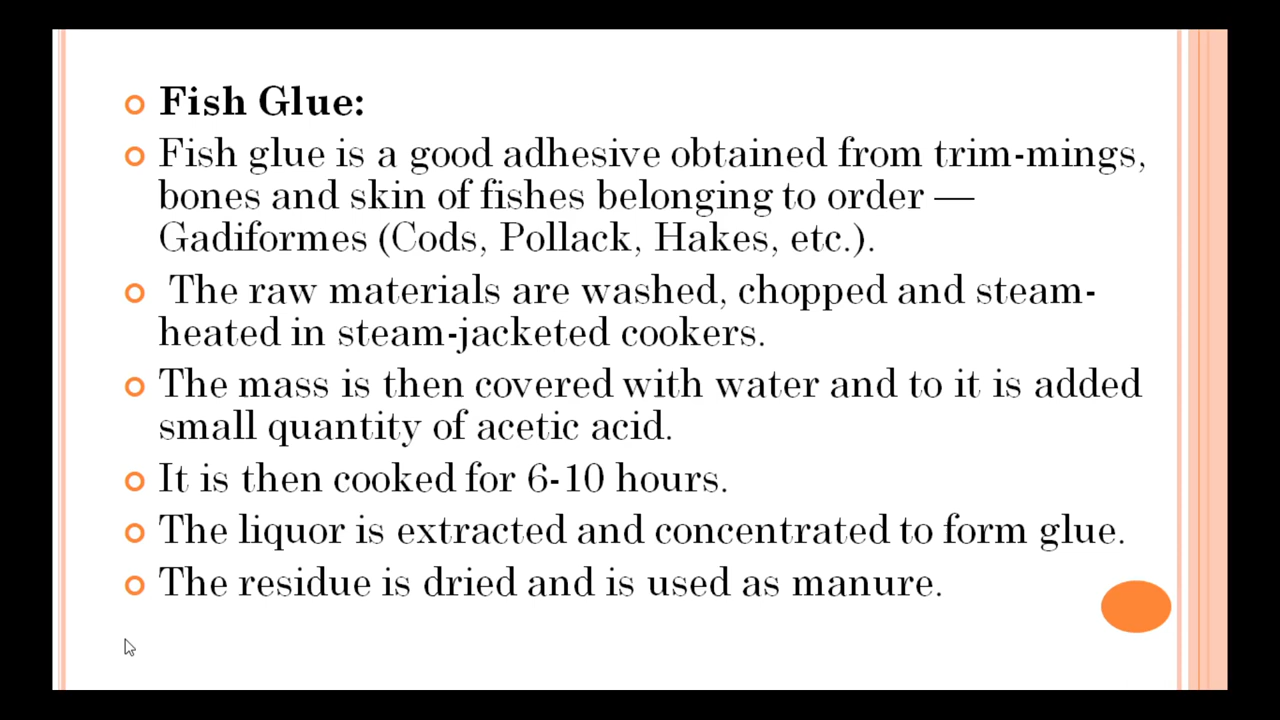 Fish Glue:
Fish glue is a good adhesive obtained from trim-mings,
bones and skin of fishes belonging to order —
Gadiformes (Cods, Pollack, Hakes, etc.).
The raw materials are washed, chopped and steam-
heated in steam-jacketed cookers.
The mass is then covered with water and to it is added
small quantity of acetic acid.
It is then cooked for 6-10 hours.
The liquor is extracted and concentrated to form glue.
The residue is dried and is used as manure.